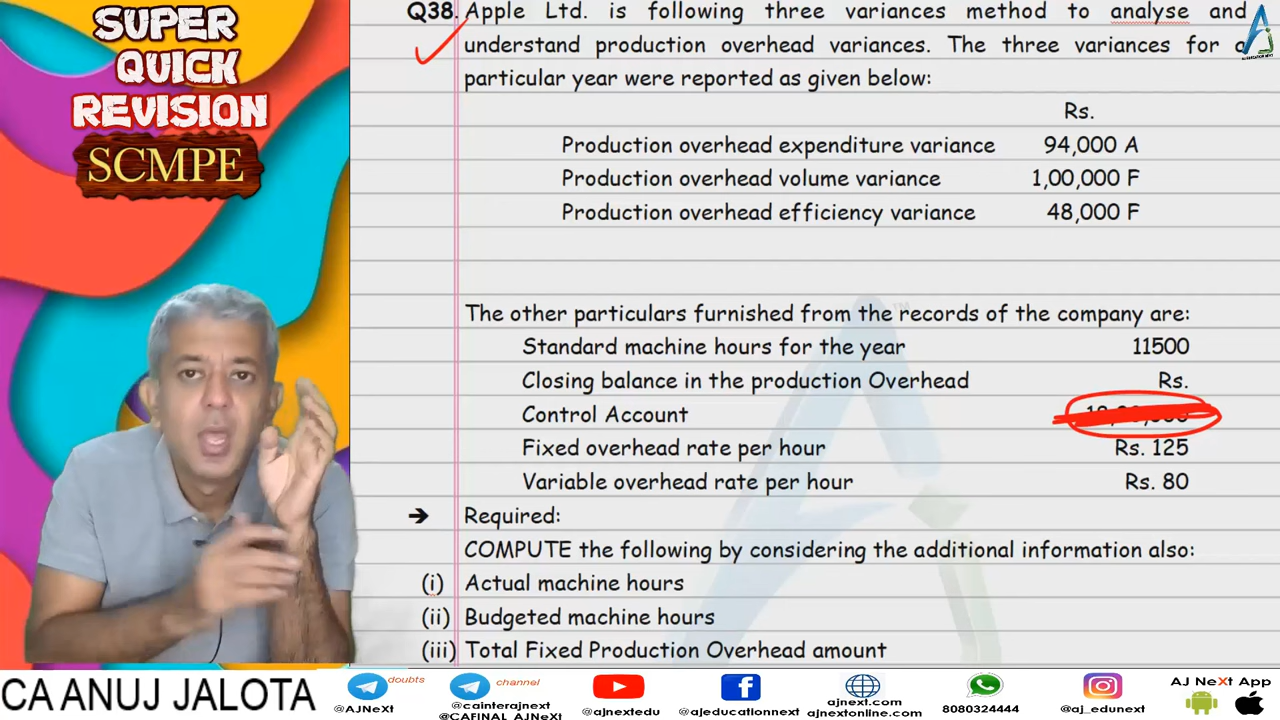 SUPER
QUICK
REVISION
SCMPE
Q38. Apple Ltd. is following three variances method to analyse and
understand production overhead variances. The three variances for a
particular year were reported as given below:
Rs.
Production overhead expenditure variance 94,000 A
Production overhead volume variance 1,00,000 F
Production overhead efficiency variance 48,000 F
The other particulars furnished from the records of the company are:
Standard machine hours for the year 11500
Closing balance in the production Overhead Rs.
Control Account
Fixed overhead rate per hour Rs. 125
Variable overhead rate per hour Rs. 80
➔ Required:
COMPUTE the following by considering the additional information also:
(i) Actual machine hours
(ii) Budgeted machine hours
(iii) Total Fixed Production Overhead amount
CA ANUJ JALOTA
doubts
@AJNeXt
channel
@cainterajnext
@CAFINAL_AJNeXt
@ajnextedu
@ajeducationnext
ajnext.com
ajnextonline.com
8080324444
@aj_edunext
AJ NeXt App